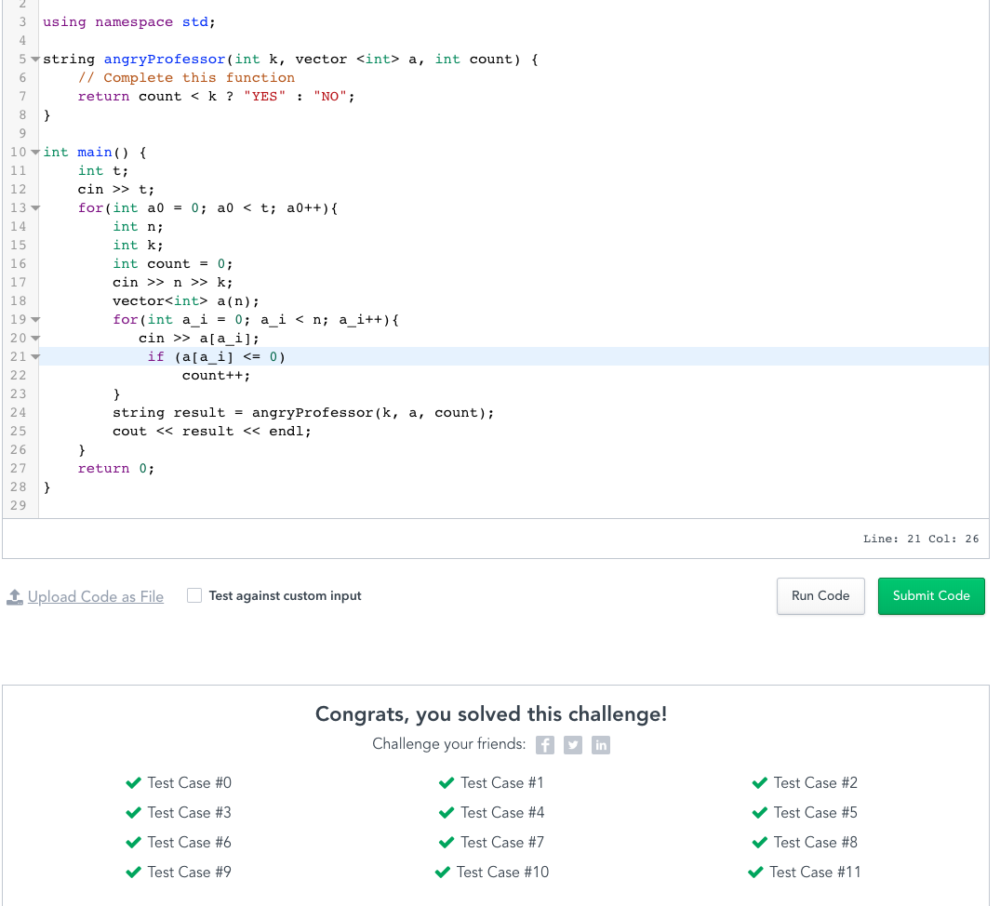 2
3 using namespace std;
4
5 string angryProfessor(int k, vector <int> a, int count) {
6     // Complete this function
7     return count < k ? "YES" : "NO";
8 }
9
10 int main() {
11     int t;
12     cin >> t;
13     for(int a0 = 0; a0 < t; a0++){
14         int n;
15         int k;
16         int count = 0;
17         cin >> n >> k;
18         vector<int> a(n);
19         for(int a_i = 0; a_i < n; a_i++){
20            cin >> a[a_i];
21             if (a[a_i] <= 0)
22                 count++;
23         }
24         string result = angryProfessor(k, a, count);
25         cout << result << endl;
26     }
27     return 0;
28 }
29
Line: 21 Col: 26
Upload Code as File Test against custom input Run Code Submit Code
Congrats, you solved this challenge!
Challenge your friends: f in
Test Case #0 Test Case #1 Test Case #2
Test Case #3 Test Case #4 Test Case #5
Test Case #6 Test Case #7 Test Case #8
Test Case #9 Test Case #10 Test Case #11